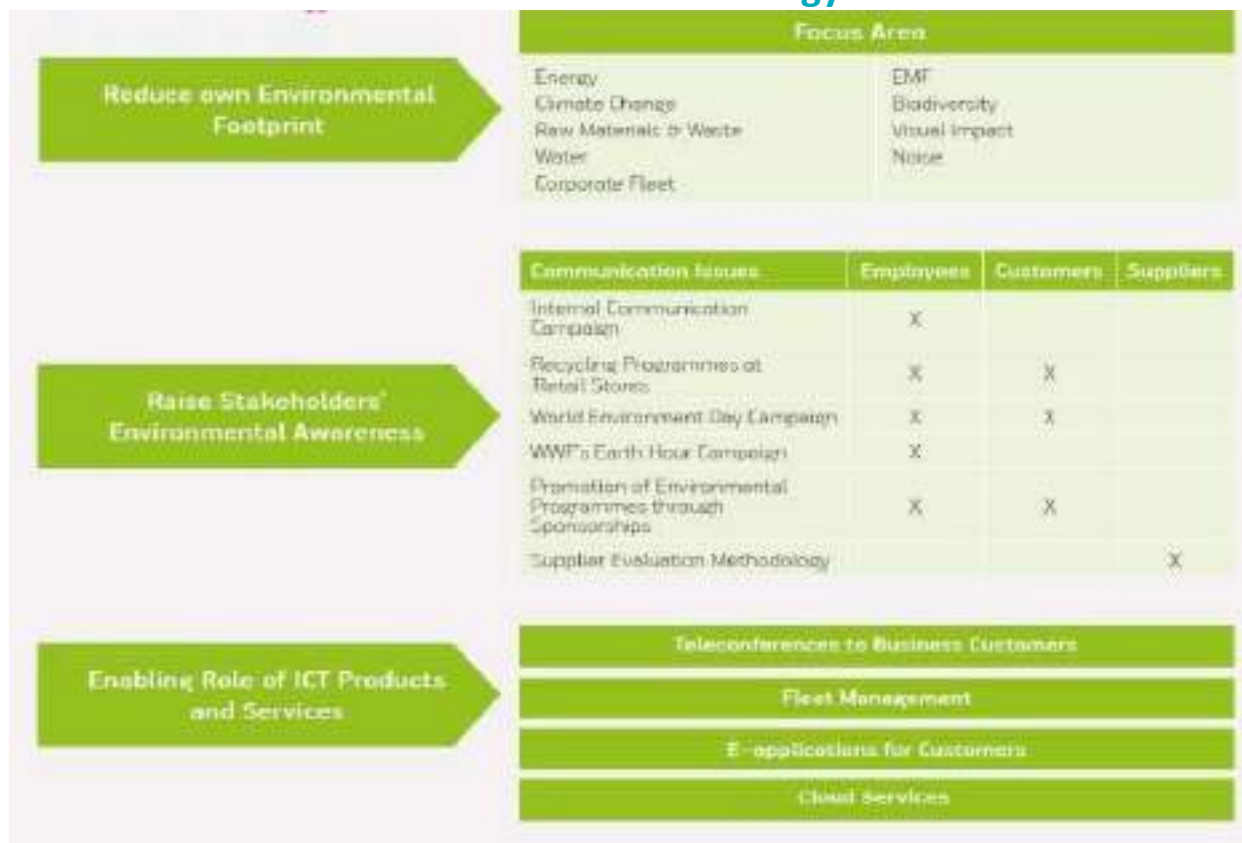 gy
Focus Area
Reduce own Environmental
Footprint
Energy
Climate Change
Raw Materials & Waste
Water
Corporate Fleet
EMF
Biodiversity
Visual Impact
Noise
Communication Issues Employees Customers Suppliers
Raise Stakeholders'
Environmental Awareness
Internal Communication
Campaign X
Recycling Programmes at
Retail Stores X X
World Environment Day Campaign X X
WWF's Earth Hour Campaign X
Promotion of Environmental
Programmes through
Sponsorships X X
Supplier Evaluation Methodology X
Enabling Role of ICT Products
and Services
Teleconferences to Business Customers
Fleet Management
E-applications for Customers
Cloud Services